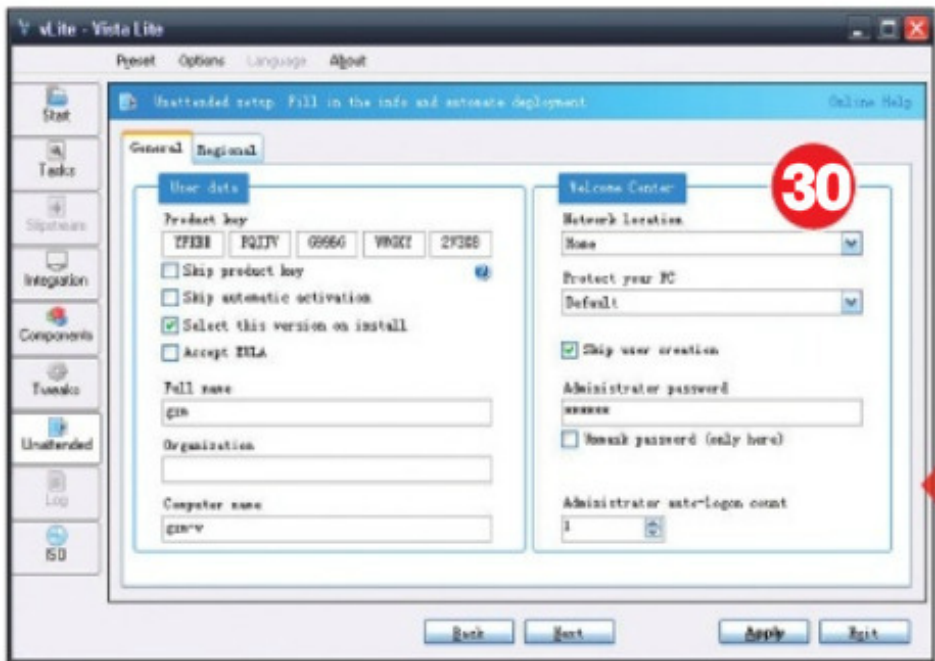 vLite - Vista Lite
Preset Options Language About
Start
Tasks
Slipstream
Integration
Components
Tweaks
Unattended
Log
ISO
Unattended setup Fill in the info and automate deployment
Online Help
General Regional
User data
Product key
Skip product key
Skip automatic activation
Select this version on install
Accept EULA
Full name
gzm
Organization
Computer name
gzm-v
Welcome Center
30
Network location
Home
Protect your PC
Default
Skip user creation
Administrator password
******
Unmask password (only here)
Administrator auto-logon count
1
Back Next Apply Exit